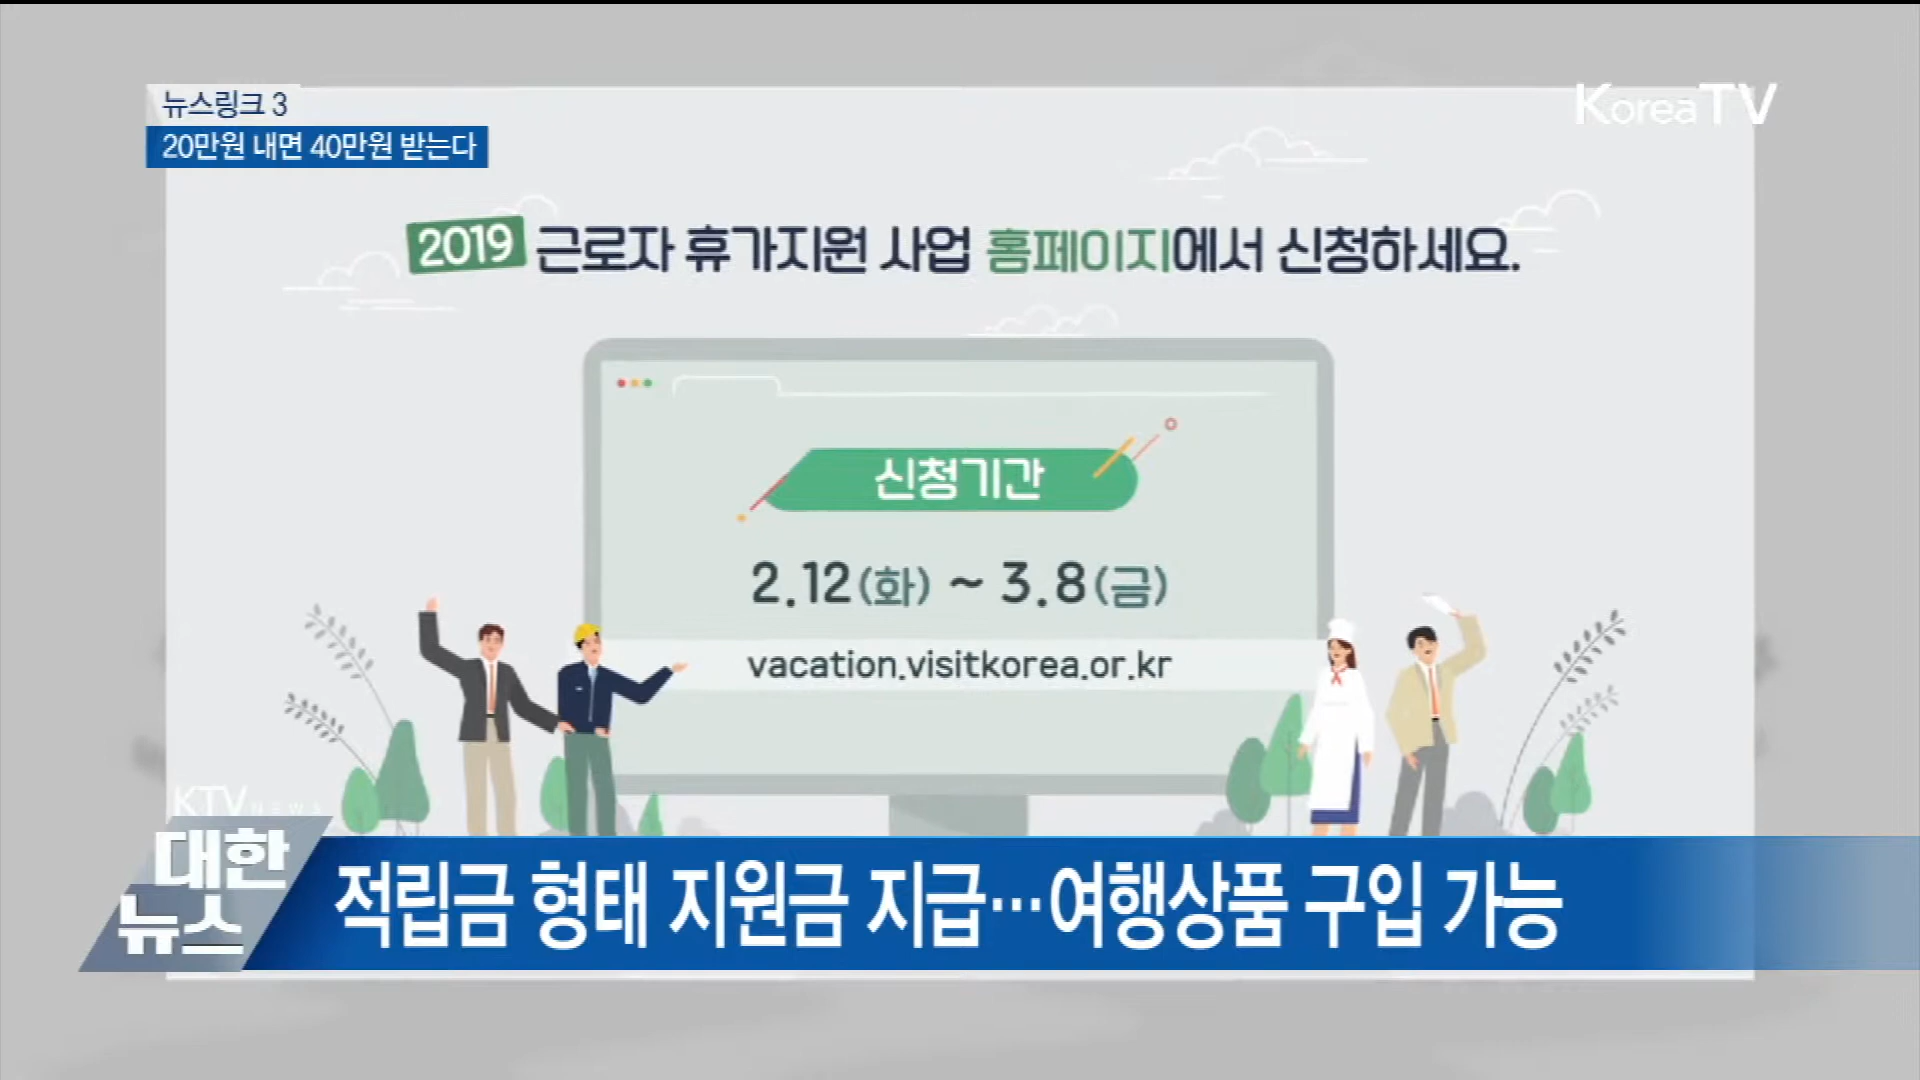 뉴스링크 3
KoreaTV
20만원 내면 40만원 받는다
2019 근로자 휴가지원 사업 홈페이지에서 신청하세요.
신청기간
2.12(화) ~ 3.8(금)
vacation.visitkorea.or.kr
KTV NEWS
대한
뉴스
적립금 형태 지원금 지급…여행상품 구입 가능